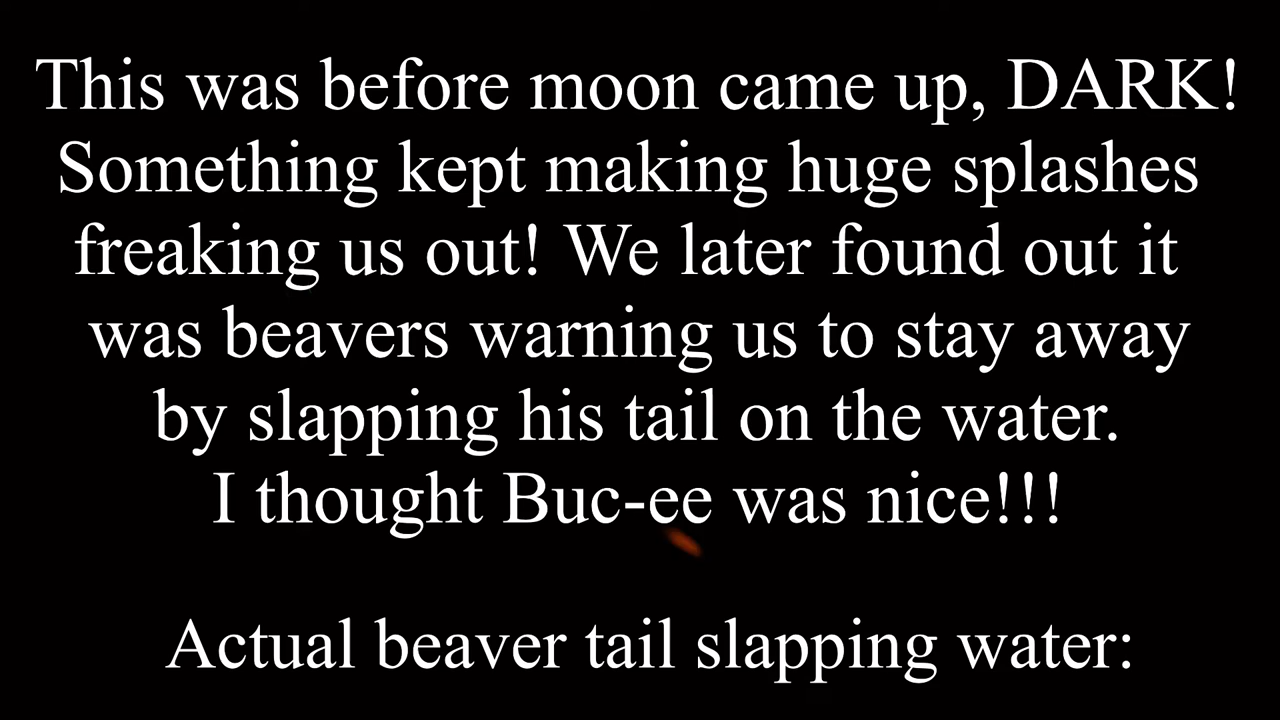 This was before moon came up, DARK!
Something kept making huge splashes
freaking us out! We later found out it
was beavers warning us to stay away
by slapping his tail on the water.
I thought Buc-ee was nice!!!
Actual beaver tail slapping water: